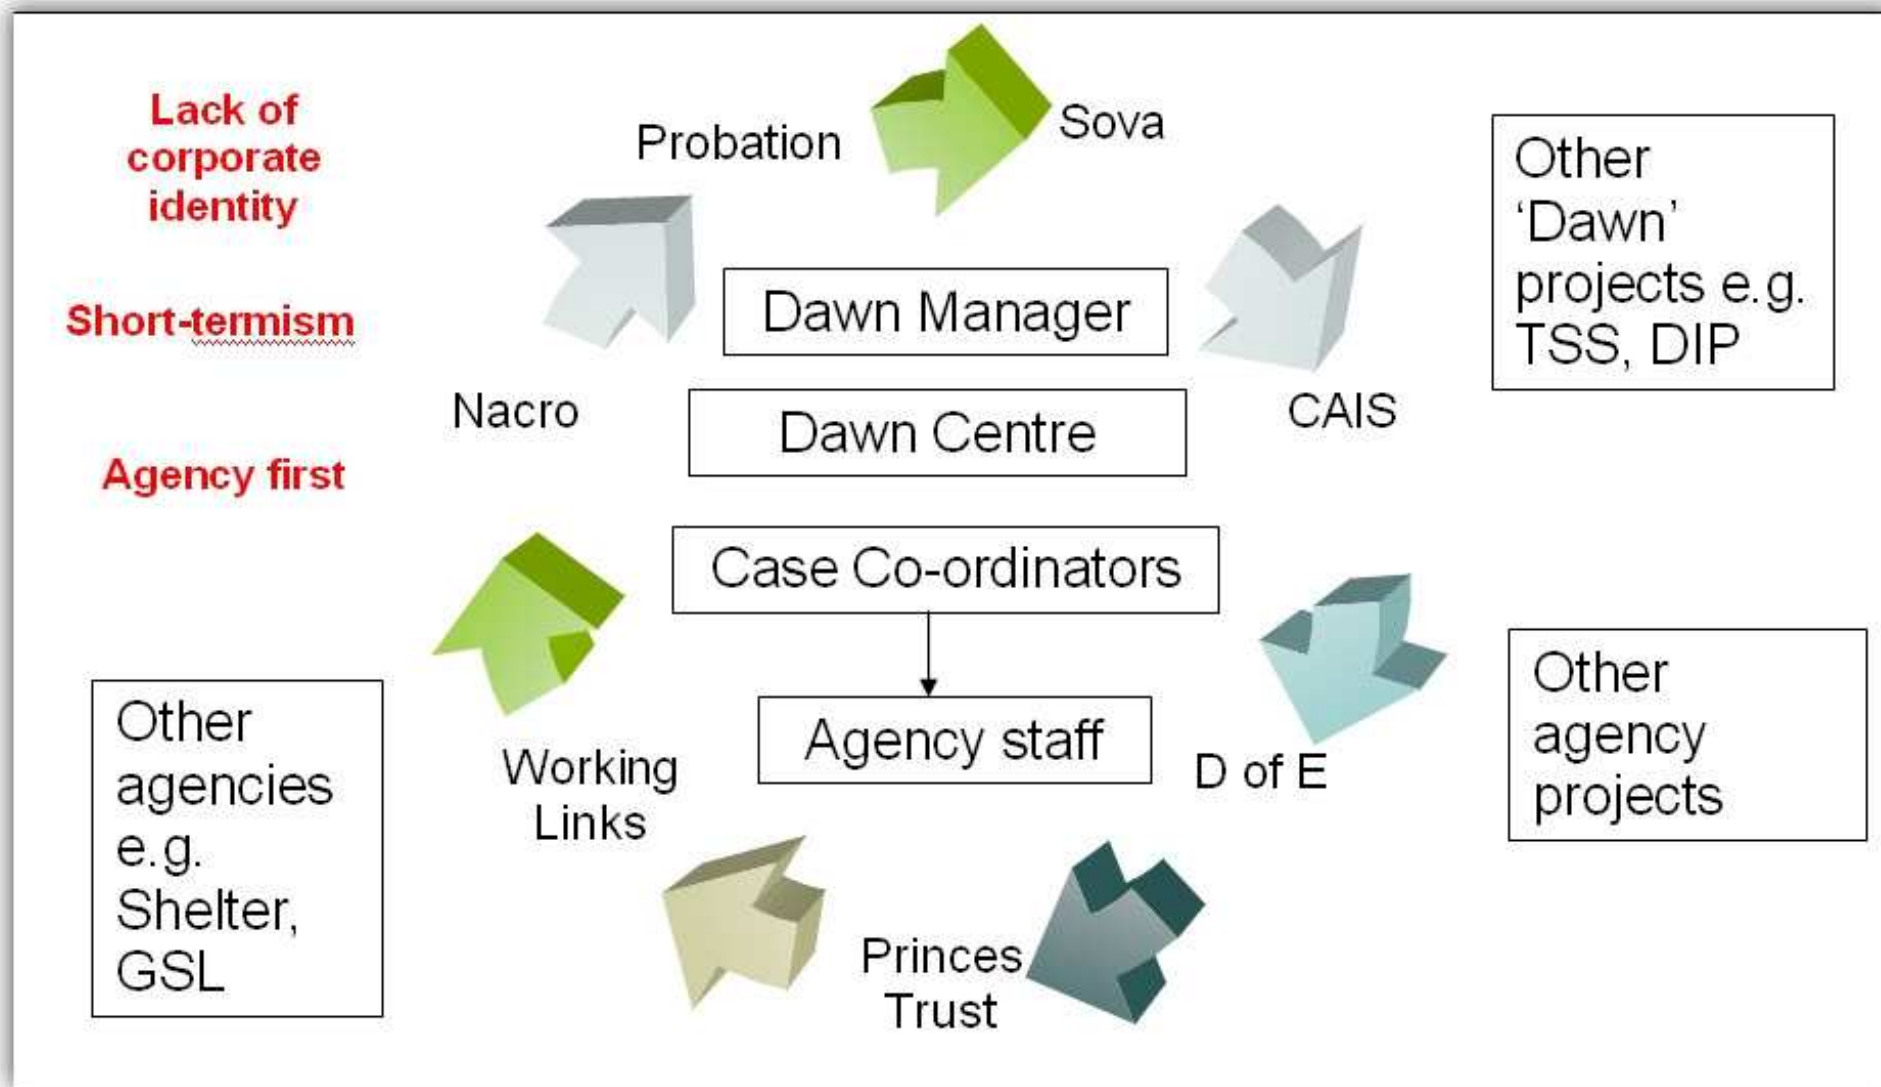 Lack of
corporate
identity
Short-termism
Agency first
Probation
Sova
Nacro
CAIS
Dawn Manager
Dawn Centre
Case Co-ordinators
Agency staff
Working
Links
D of E
Princes
Trust
Other
‘Dawn’
projects e.g.
TSS, DIP
Other
agencies
e.g.
Shelter,
GSL
Other
agency
projects